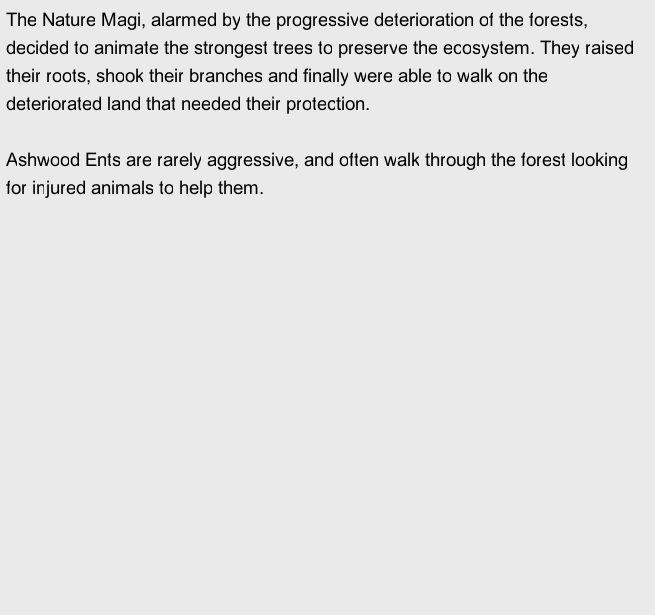 The Nature Magi, alarmed by the progressive deterioration of the forests,
decided to animate the strongest trees to preserve the ecosystem. They raised
their roots, shook their branches and finally were able to walk on the
deteriorated land that needed their protection.
Ashwood Ents are rarely aggressive, and often walk through the forest looking
for injured animals to help them.